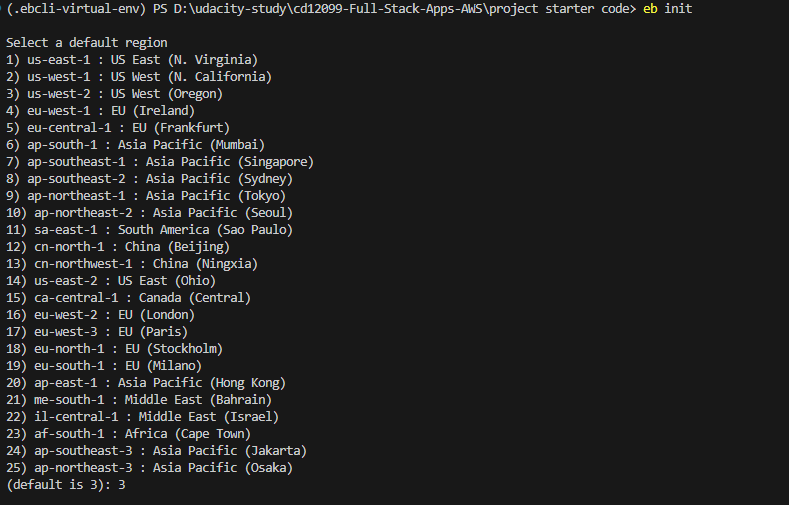 (.ebcli-virtual-env) PS D:\udacity-study\cd12099-Full-Stack-Apps-AWS\project starter code> eb init
Select a default region
1) us-east-1 : US East (N. Virginia)
2) us-west-1 : US West (N. California)
3) us-west-2 : US West (Oregon)
4) eu-west-1 : EU (Ireland)
5) eu-central-1 : EU (Frankfurt)
6) ap-south-1 : Asia Pacific (Mumbai)
7) ap-southeast-1 : Asia Pacific (Singapore)
8) ap-southeast-2 : Asia Pacific (Sydney)
9) ap-northeast-1 : Asia Pacific (Tokyo)
10) ap-northeast-2 : Asia Pacific (Seoul)
11) sa-east-1 : South America (Sao Paulo)
12) cn-north-1 : China (Beijing)
13) cn-northwest-1 : China (Ningxia)
14) us-east-2 : US East (Ohio)
15) ca-central-1 : Canada (Central)
16) eu-west-2 : EU (London)
17) eu-west-3 : EU (Paris)
18) eu-north-1 : EU (Stockholm)
19) eu-south-1 : EU (Milano)
20) ap-east-1 : Asia Pacific (Hong Kong)
21) me-south-1 : Middle East (Bahrain)
22) il-central-1 : Middle East (Israel)
23) af-south-1 : Africa (Cape Town)
24) ap-southeast-3 : Asia Pacific (Jakarta)
25) ap-northeast-3 : Asia Pacific (Osaka)
(default is 3): 3